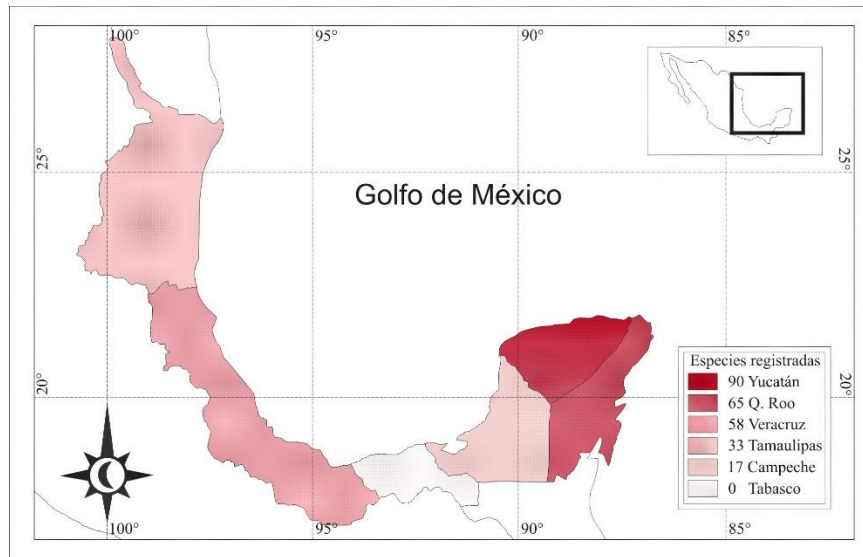 100° 95° 90° 85°
25° 25°
Golfo de México
20° 20°
Especies registradas
90 Yucatán
65 Q. Roo
58 Veracruz
33 Tamaulipas
17 Campeche
0 Tabasco
100° 95° 90° 85°